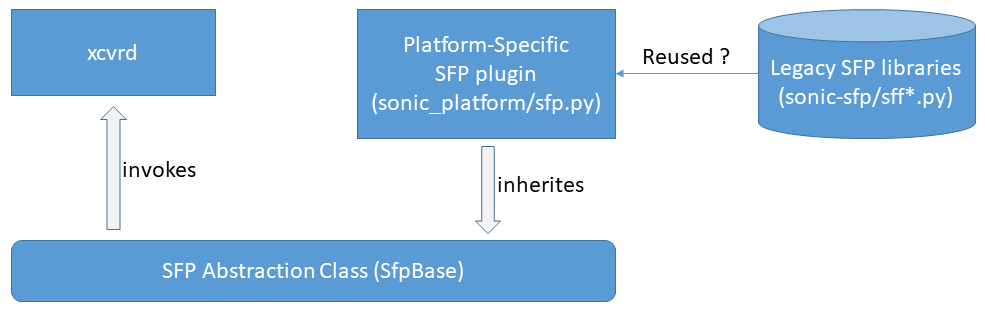 xcvrd
Platform-Specific
SFP plugin
(sonic_platform/sfp.py)
Reused ?
Legacy SFP libraries
(sonic-sfp/sff*.py)
invokes
inherites
SFP Abstraction Class (SfpBase)